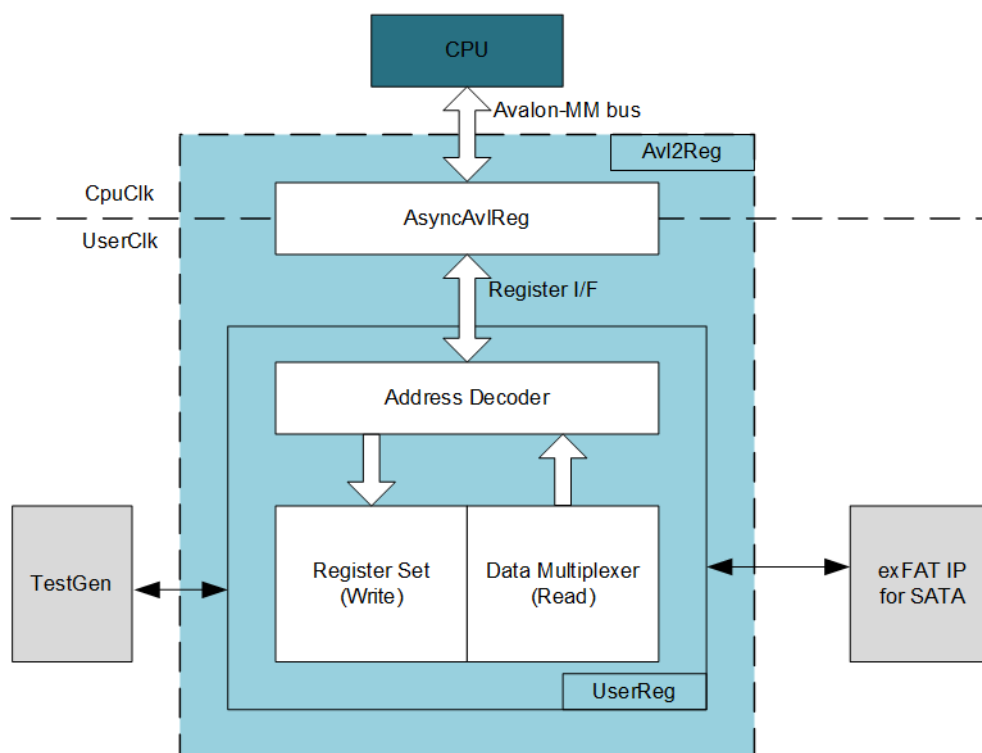 CPU
Avalon-MM bus
Avl2Reg
CpuClk
AsyncAvlReg
UserClk
Register I/F
Address Decoder
TestGen
Register Set
(Write)
Data Multiplexer
(Read)
exFAT IP
for SATA
UserReg